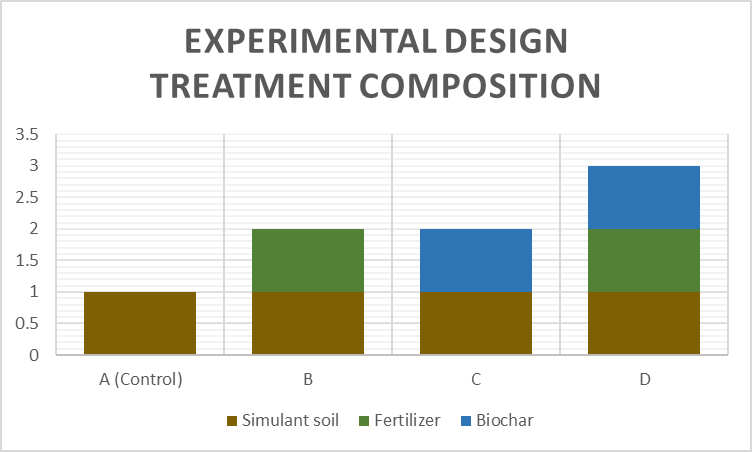 EXPERIMENTAL DESIGN
TREATMENT COMPOSITION
3.5
3
2.5
2
1.5
1
0.5
0
A (Control) B C D
Simulant soil Fertilizer Biochar